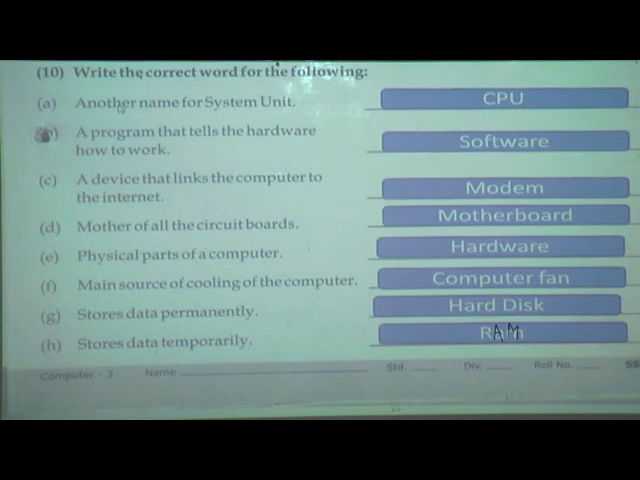 (10) Write the correct word for the following:
(a) Another name for System Unit. CPU
(b) A program that tells the hardware how to work. Software
(c) A device that links the computer to the internet. Modem
(d) Mother of all the circuit boards. Motherboard
(e) Physical parts of a computer. Hardware
(f) Main source of cooling of the computer. Computer fan
(g) Stores data permanently. Hard Disk
(h) Stores data temporarily. RAM
Computer - 3 Name Std. Div. Roll No. SS